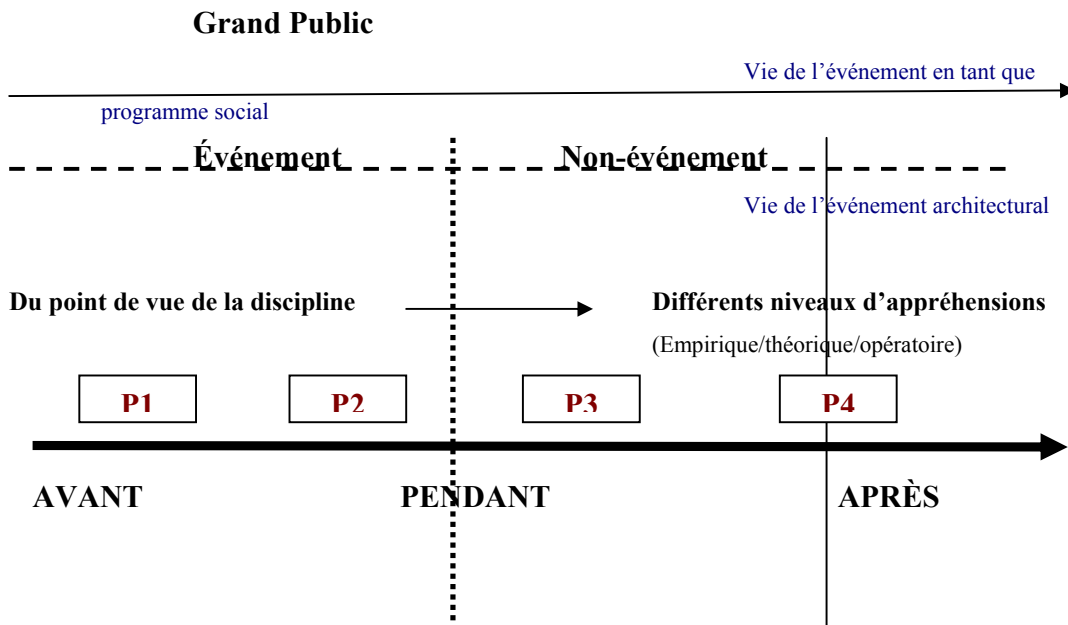 Grand Public
Vie de l'événement en tant que
programme social
Événement
Non-événement
Vie de l'événement architectural
Du point de vue de la discipline
Différents niveaux d'appréhensions
(Empirique/théorique/opératoire)
P1
P2
P3
P4
AVANT
PENDANT
APRÈS